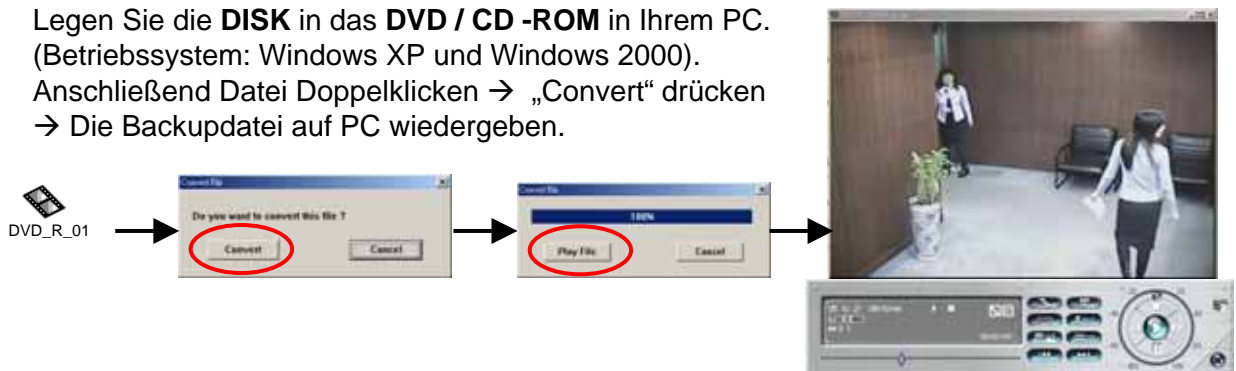 Legen Sie die DISK in das DVD / CD -ROM in Ihrem PC.
(Betriebssystem: Windows XP und Windows 2000).
Anschließend Datei Doppelklicken → „Convert“ drücken
→ Die Backupdatei auf PC wiedergeben.
DVD_R_01
Convert file
Do you want to convert this file ?
Convert
Cancel
Convert file
100%
Play File
Cancel